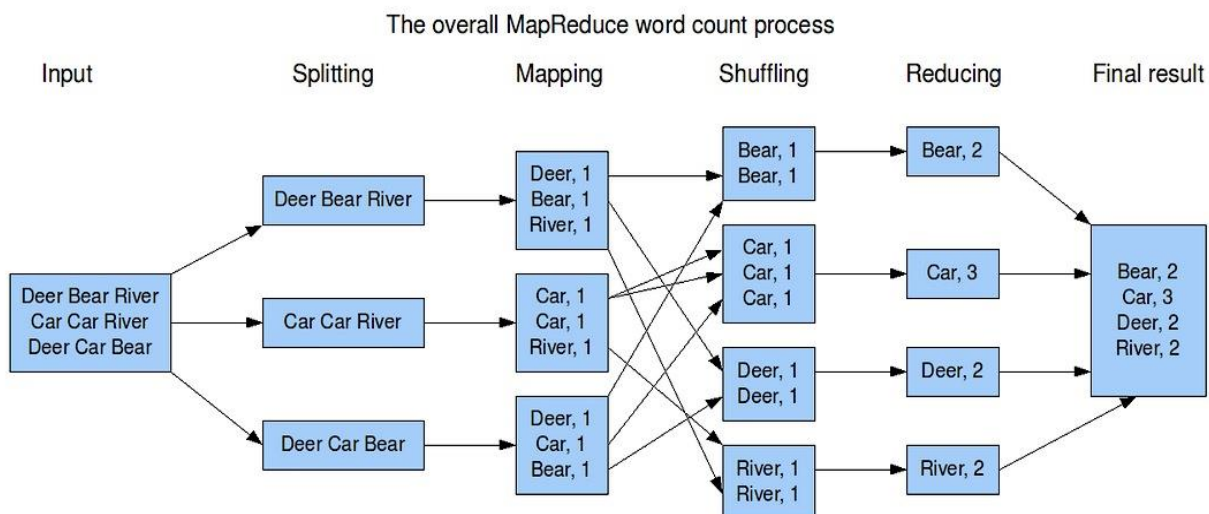 The overall MapReduce word count process
Input
Splitting
Mapping
Shuffling
Reducing
Final result
Deer Bear River
Car Car River
Deer Car Bear
Deer Bear River
Car Car River
Deer Car Bear
Deer, 1
Bear, 1
River, 1
Car, 1
Car, 1
River, 1
Deer, 1
Car, 1
Bear, 1
Bear, 1
Bear, 1
Car, 1
Car, 1
Car, 1
Deer, 1
Deer, 1
River, 1
River, 1
Bear, 2
Car, 3
Deer, 2
River, 2
Bear, 2
Car, 3
Deer, 2
River, 2